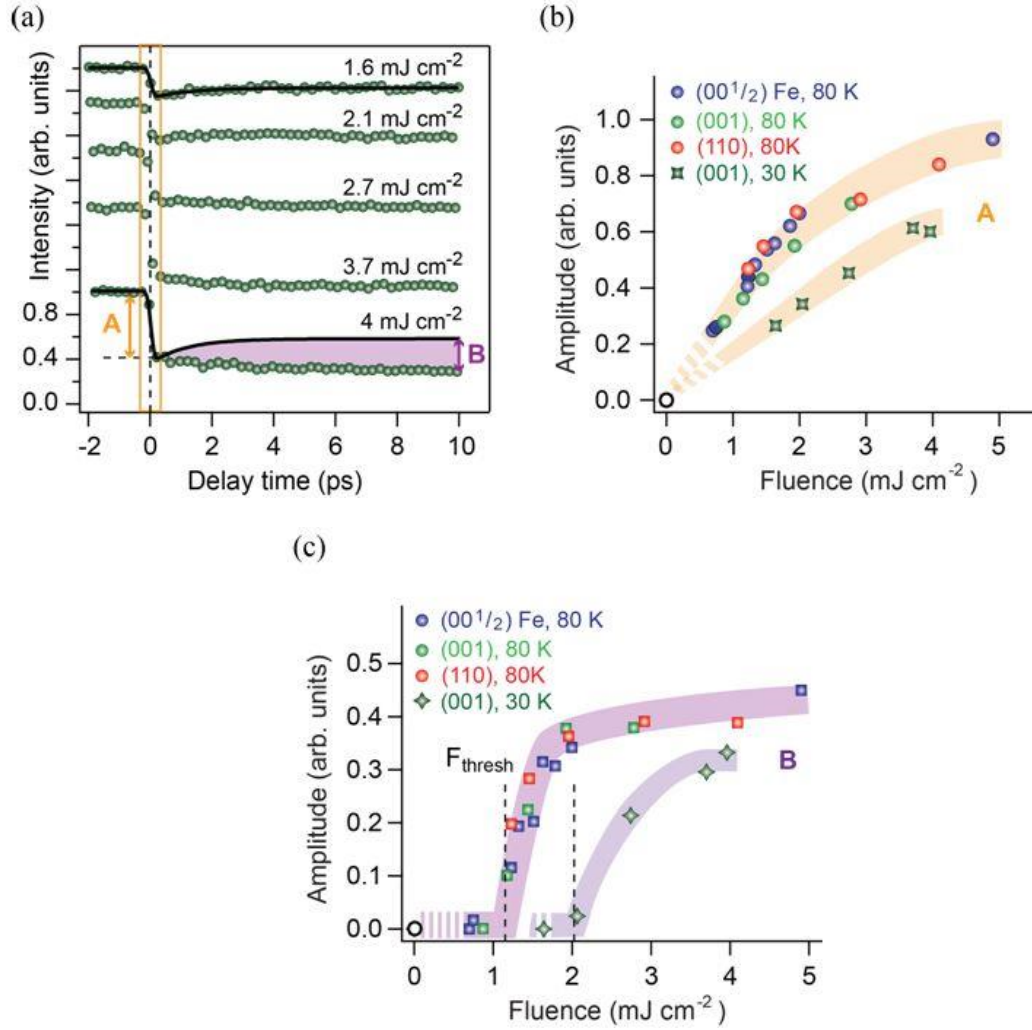 (a)
Intensity (arb. units)
1.6 mJ cm-2
2.1 mJ cm-2
2.7 mJ cm-2
3.7 mJ cm-2
4 mJ cm-2
A
B
0.8
0.4
0.0
-2 0 2 4 6 8 10
Delay time (ps)
(b)
(00 1/2) Fe, 80 K
(001), 80 K
(110), 80K
(001), 30 K
A
Amplitude (arb. units)
1.0
0.8
0.6
0.4
0.2
0.0
0 1 2 3 4 5
Fluence (mJ cm-2 )
(c)
(00 1/2) Fe, 80 K
(001), 80 K
(110), 80K
(001), 30 K
Fthresh
B
Amplitude (arb. units)
0.5
0.4
0.3
0.2
0.1
0.0
0 1 2 3 4 5
Fluence (mJ cm-2 )